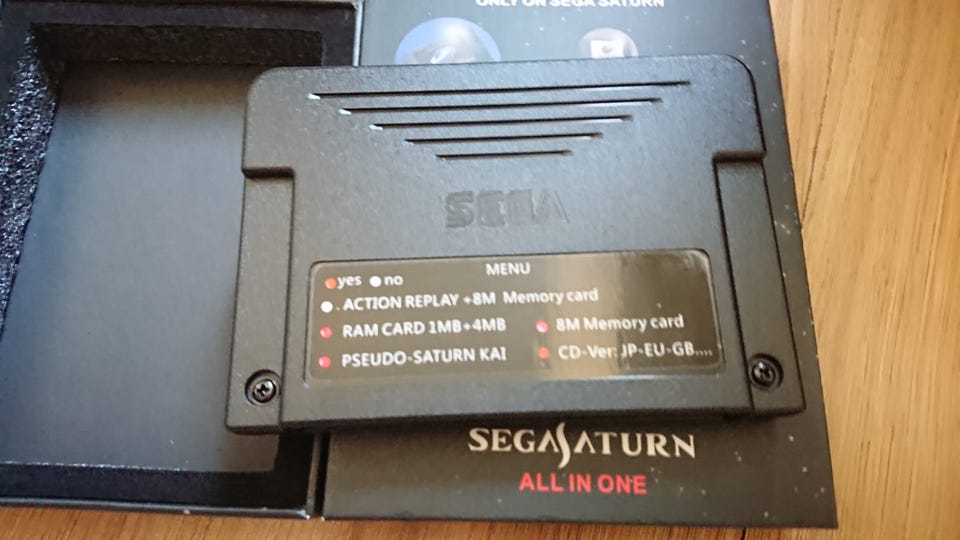 ONLY ON SEGA SATURN
SEGA
MENU
yes no
. ACTION REPLAY +8M Memory card
RAM CARD 1MB+4MB 8M Memory card
PSEUDO-SATURN KAI CD-Ver: JP-EU-GB....
SEGA SATURN
ALL IN ONE